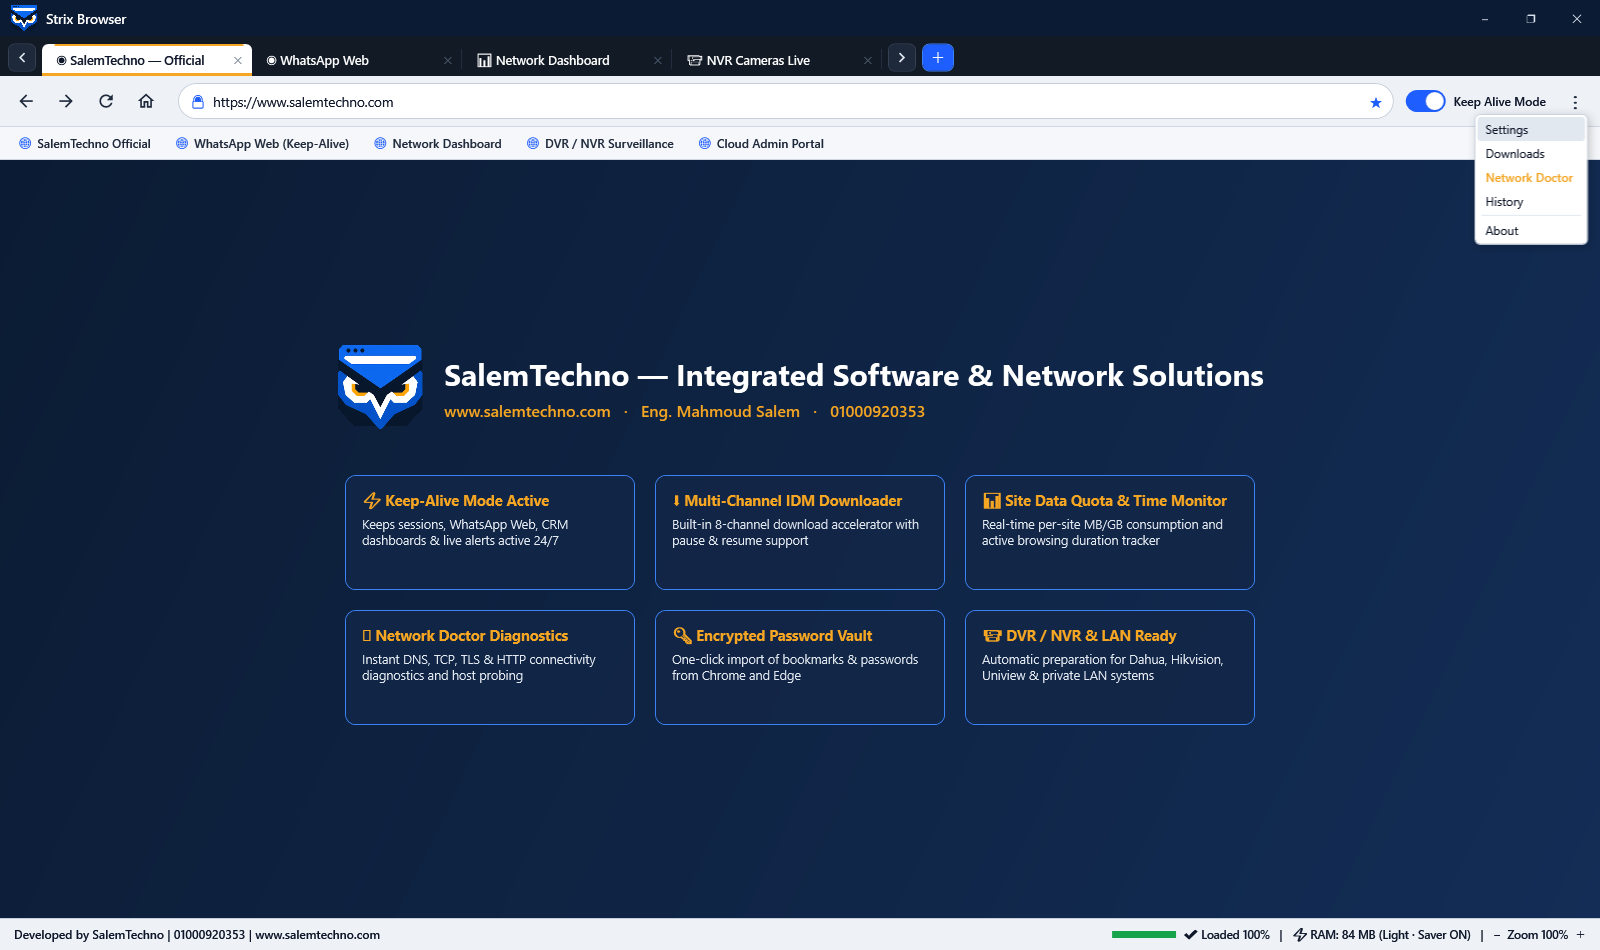 Strix Browser
SalemTechno — Official
WhatsApp Web
Network Dashboard
NVR Cameras Live
https://www.salemtechno.com
Keep Alive Mode
SalemTechno Official
WhatsApp Web (Keep-Alive)
Network Dashboard
DVR / NVR Surveillance
Cloud Admin Portal
Settings
Downloads
Network Doctor
History
About
SalemTechno — Integrated Software & Network Solutions
www.salemtechno.com · Eng. Mahmoud Salem · 01000920353
Keep-Alive Mode Active
Keeps sessions, WhatsApp Web, CRM
dashboards & live alerts active 24/7
Multi-Channel IDM Downloader
Built-in 8-channel download accelerator with
pause & resume support
Site Data Quota & Time Monitor
Real-time per-site MB/GB consumption and
active browsing duration tracker
Network Doctor Diagnostics
Instant DNS, TCP, TLS & HTTP connectivity
diagnostics and host probing
Encrypted Password Vault
One-click import of bookmarks & passwords
from Chrome and Edge
DVR / NVR & LAN Ready
Automatic preparation for Dahua, Hikvision,
Uniview & private LAN systems
Developed by SalemTechno | 01000920353 | www.salemtechno.com
Loaded 100% | RAM: 84 MB (Light · Saver ON) | − Zoom 100% +